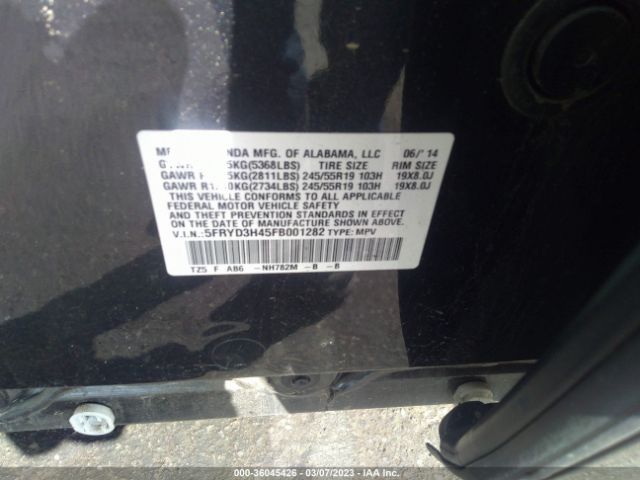 NDA MFG. OF ALABAMA, LLC 06/'14
5KG(5368LBS) TIRE SIZE RIM SIZE
GAWR F 5KG(2811LBS) 245/55R19 103H 19X8.0J
GAWR R 0KG(2734LBS) 245/55R19 103H 19X8.0J
THIS VEHICLE CONFORMS TO ALL APPLICABLE
FEDERAL MOTOR VEHICLE SAFETY
AND THEFT PREVENTION STANDARDS IN EFFECT
ON THE DATE OF MANUFACTURE SHOWN ABOVE.
V.I.N.:5FRYD3H45FB001282 TYPE: MPV
TZ5 F AB6 -NH782M -B -B
000-36045426 - 03/07/2023 - IAA Inc.